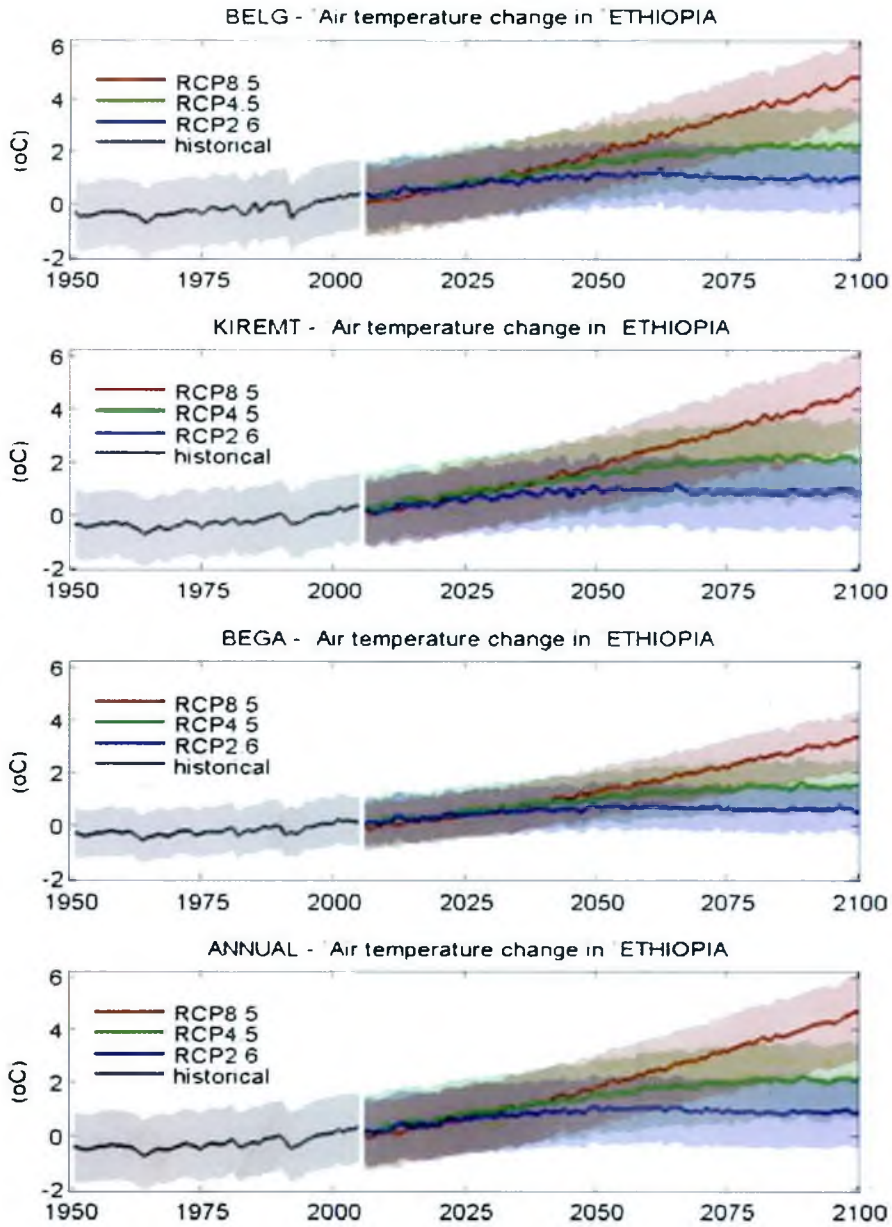 BELG - Air temperature change in ETHIOPIA
6
4
2
0
-2
(oC)
RCP8 5
RCP4.5
RCP2 6
historical
1950 1975 2000 2025 2050 2075 2100
KIREMT - Air temperature change in ETHIOPIA
6
4
2
0
-2
(oC)
RCP8 5
RCP4 5
RCP2 6
historical
1950 1975 2000 2025 2050 2075 2100
BEGA - Air temperature change in ETHIOPIA
6
4
2
0
-2
(oC)
RCP8 5
RCP4 5
RCP2 6
historical
1950 1975 2000 2025 2050 2075 2100
ANNUAL - Air temperature change in ETHIOPIA
6
4
2
0
-2
(oC)
RCP8 5
RCP4.5
RCP2 6
historical
1950 1975 2000 2025 2050 2075 2100